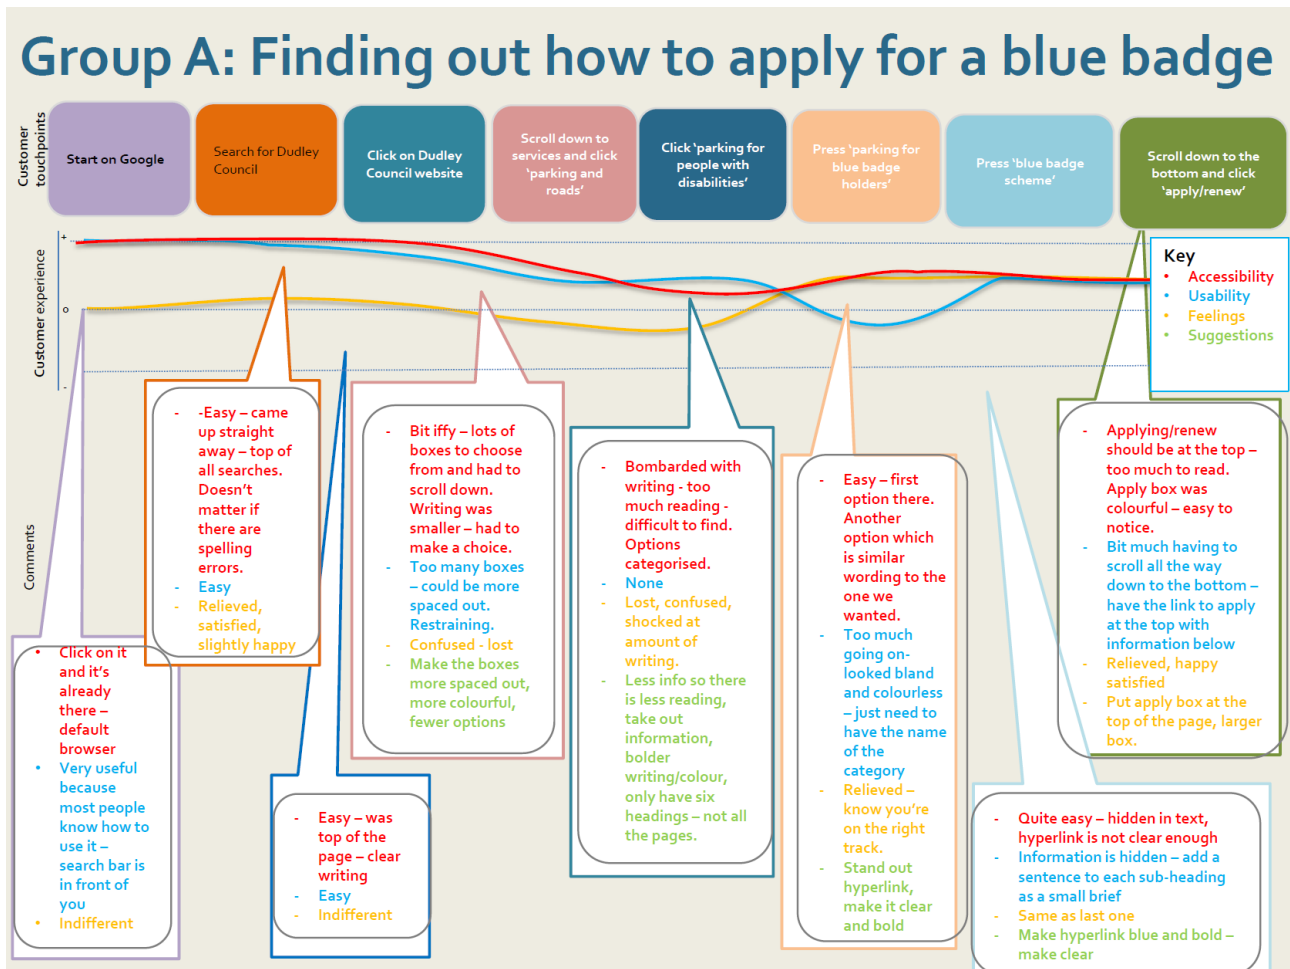 Group A: Finding out how to apply for a blue badge
Customer
touchpoints
Start on Google
Search for Dudley
Council
Click on Dudley
Council website
Scroll down to
services and click
‘parking and
roads’
Click ‘parking for
people with
disabilities’
Press ‘parking for
blue badge
holders’
Press ‘blue badge
scheme’
Scroll down to the
bottom and click
‘apply/renew’
Customer experience
+
0
-
Key
• Accessibility
• Usability
• Feelings
• Suggestions
Comments
• Click on it
and it’s
already
there –
default
browser
• Very useful
because
most people
know how to
use it –
search bar is
in front of
you
• Indifferent
- -Easy – came
up straight
away – top of
all searches.
Doesn’t
matter if
there are
spelling
errors.
- Easy
- Relieved,
satisfied,
slightly happy
- Easy – was
top of the
page – clear
writing
- Easy
- Indifferent
- Bit iffy – lots of
boxes to choose
from and had to
scroll down.
Writing was
smaller – had to
make a choice.
- Too many boxes
– could be more
spaced out.
Restraining.
- Confused - lost
- Make the boxes
more spaced out,
more colourful,
fewer options
- Bombarded with
writing - too
much reading -
difficult to find.
Options
categorised.
- None
- Lost, confused,
shocked at
amount of
writing.
- Less info so there
is less reading,
take out
information,
bolder
writing/colour,
only have six
headings – not all
the pages.
- Easy – first
option there.
Another
option which
is similar
wording to the
one we
wanted.
- Too much
going on-
looked bland
and colourless
– just need to
have the name
of the
category
- Relieved –
know you’re
on the right
track.
- Stand out
hyperlink,
make it clear
and bold
- Quite easy – hidden in text,
hyperlink is not clear enough
- Information is hidden – add a
sentence to each sub-heading
as a small brief
- Same as last one
- Make hyperlink blue and bold –
make clear
- Applying/renew
should be at the top –
too much to read.
Apply box was
colourful – easy to
notice.
- Bit much having to
scroll all the way
down to the bottom –
have the link to apply
at the top with
information below
- Relieved, happy
satisfied
- Put apply box at the
top of the page, larger
box.